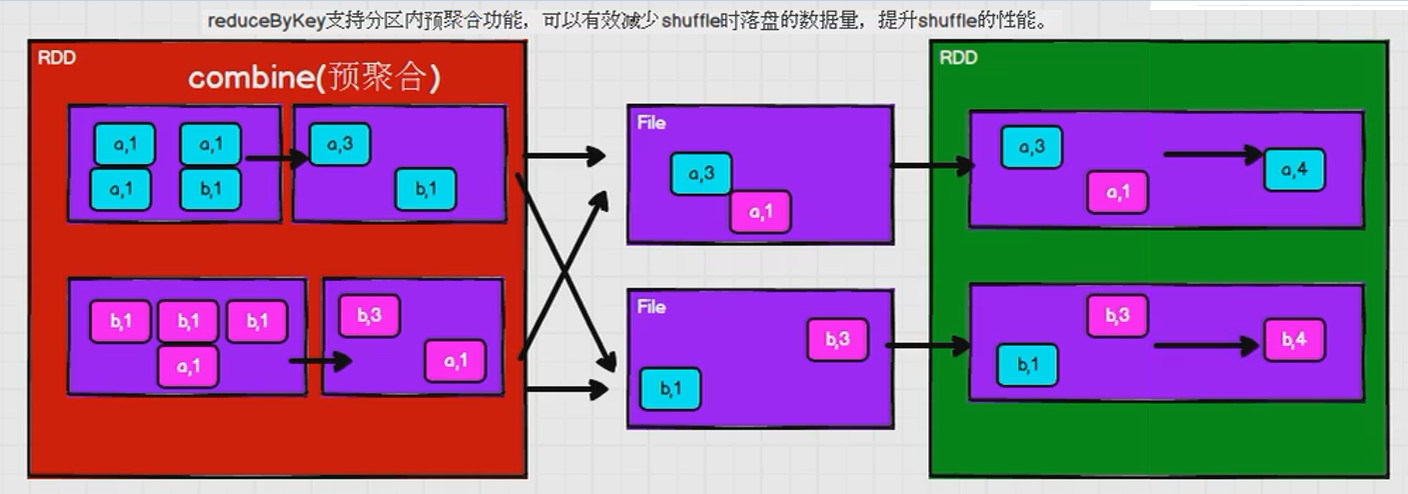 reduceByKey支持分区内预聚合功能，可以有效减少shuffle时落盘的数据量，提升shuffle的性能。
RDD
combine(预聚合)
a,1 a,1
a,1 b,1
a,3
b,1
b,1 b,1 b,1
a,1
b,3
a,1
File
a,3
a,1
File
b,3
b,1
RDD
a,3
a,1
a,4
b,3
b,1
b,4